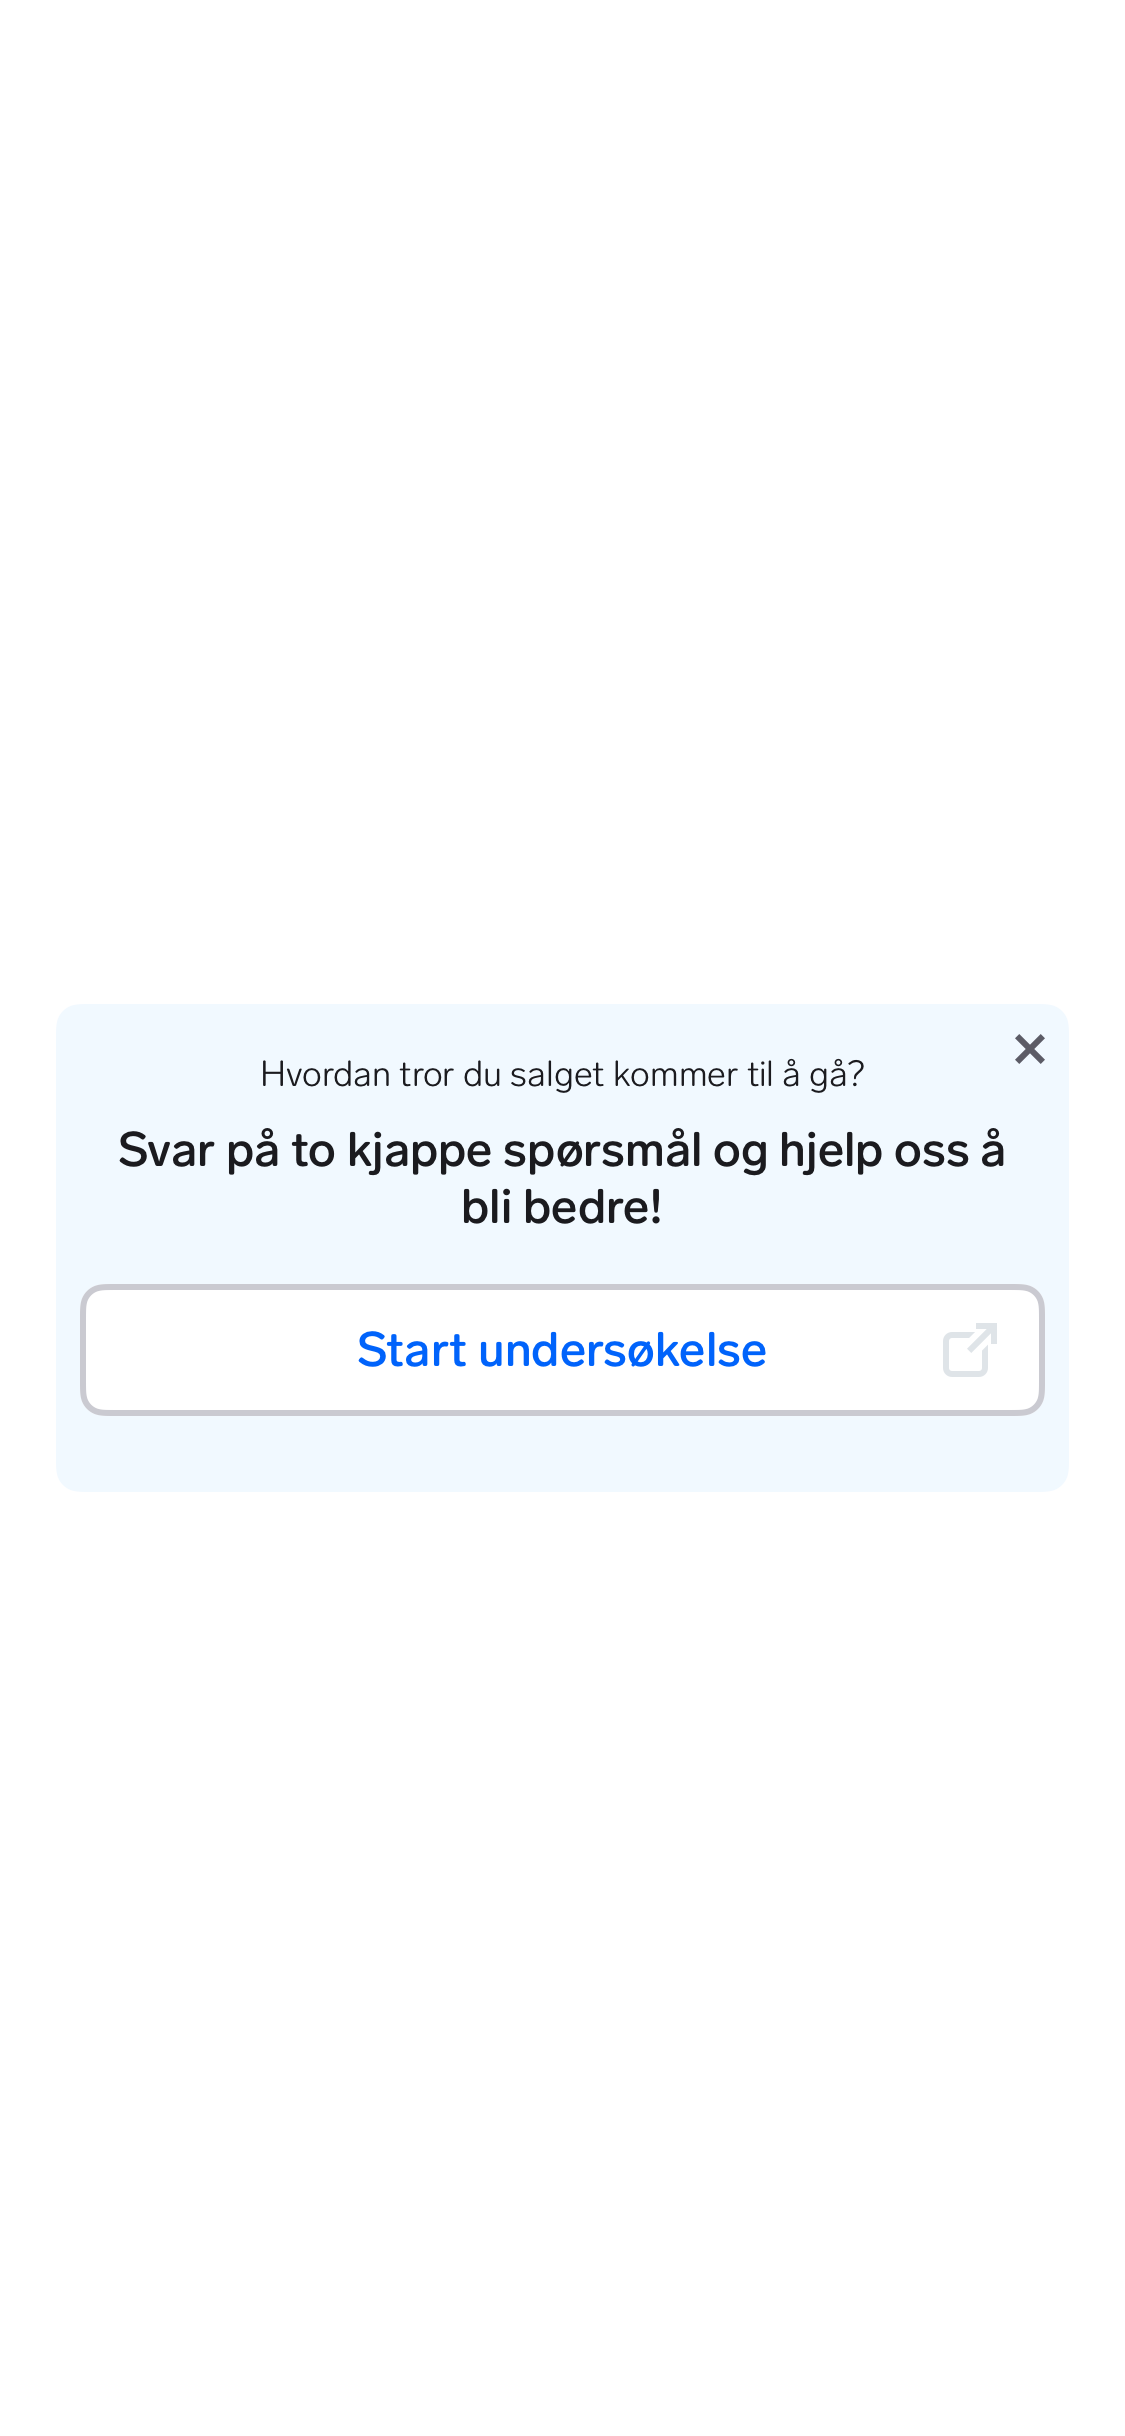 Hvordan tror du salget kommer til å gå?
Svar på to kjappe spørsmål og hjelp oss å
bli bedre!
Start undersøkelse